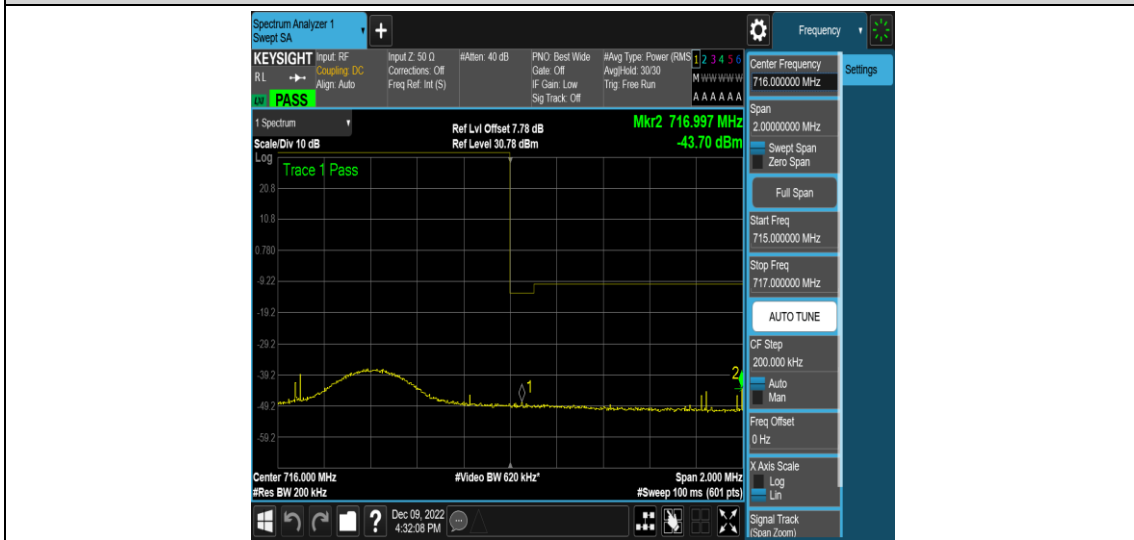 Spectrum Analyzer 1
Swept SA
Frequency
KEYSIGHT
RL
LXI
PASS
Input: RF
Coupling: DC
Align: Auto
Input Z: 50 Ω
Corrections: Off
Freq Ref: Int (S)
#Atten: 40 dB
PNO: Best Wide
Gate: Off
IF Gain: Low
Sig Track: Off
#Avg Type: Power (RMS
Avg|Hold: 30/30
Trig: Free Run
1 2 3 4 5 6
M W W W W W
A A A A A A
1 Spectrum
Scale/Div 10 dB
Ref Lvl Offset 7.78 dB
Ref Level 30.78 dBm
Mkr2 716.997 MHz
-43.70 dBm
Log
Trace 1 Pass
20.8
10.8
0.780
-9.22
-19.2
-29.2
-39.2
-49.2
-59.2
1
2
Center 716.000 MHz
#Res BW 200 kHz
#Video BW 620 kHz*
Span 2.000 MHz
#Sweep 100 ms (601 pts)
Dec 09, 2022
4:32:08 PM
Center Frequency
716.000000 MHz
Settings
Span
2.00000000 MHz
Swept Span
Zero Span
Full Span
Start Freq
715.000000 MHz
Stop Freq
717.000000 MHz
AUTO TUNE
CF Step
200.000 kHz
Auto
Man
Freq Offset
0 Hz
X Axis Scale
Log
Lin
Signal Track
(Span Zoom)